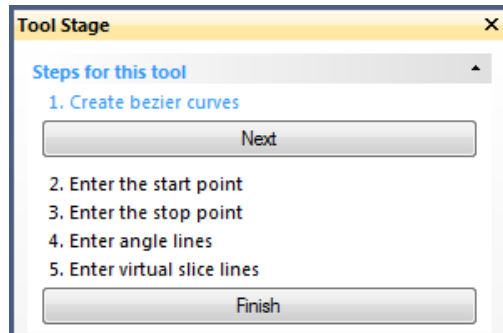 Tool Stage
Steps for this tool
1. Create bezier curves
Next
2. Enter the start point
3. Enter the stop point
4. Enter angle lines
5. Enter virtual slice lines
Finish